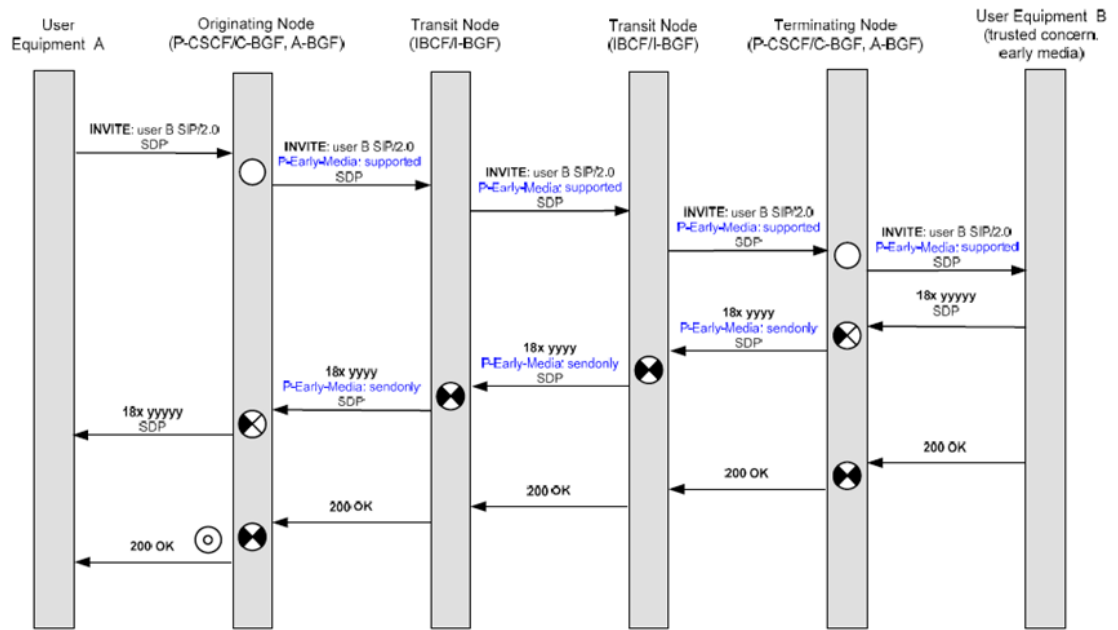 User
Equipment A
Originating Node
(P-CSCF/C-BGF, A-BGF)
Transit Node
(IBCF/I-BGF)
Transit Node
(IBCF/I-BGF)
Terminating Node
(P-CSCF/C-BGF, A-BGF)
User Equipment B
(trusted concern.
early media)
INVITE: user B SIP/2.0
SDP
INVITE: user B SIP/2.0
P-Early-Media: supported
SDP
INVITE: user B SIP/2.0
P-Early-Media: supported
SDP
INVITE: user B SIP/2.0
P-Early-Media: supported
SDP
INVITE: user B SIP/2.0
P-Early-Media: supported
SDP
18x yyyyy
SDP
18x yyyy
P-Early-Media: sendonly
SDP
18x yyyy
P-Early-Media: sendonly
SDP
18x yyyy
P-Early-Media: sendonly
SDP
18x yyyyy
SDP
200 OK
200 OK
200 OK
200 OK
200 OK